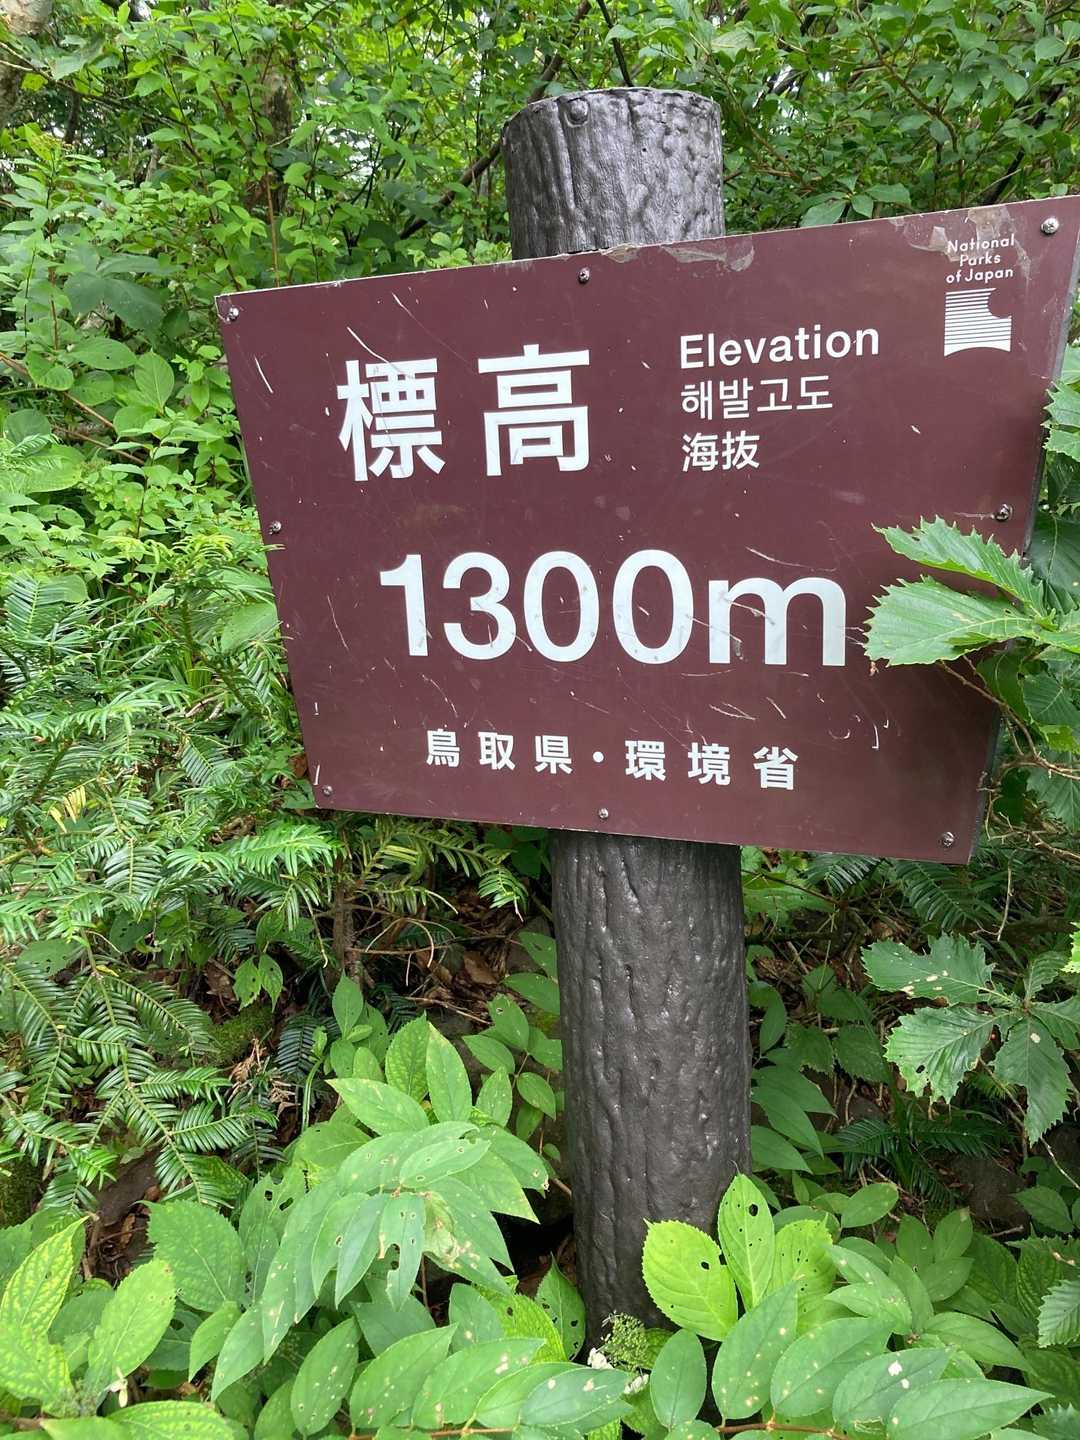 標高
Elevation
해발고도
海抜
National
Parks
of Japan
1300m
鳥取県・環境省